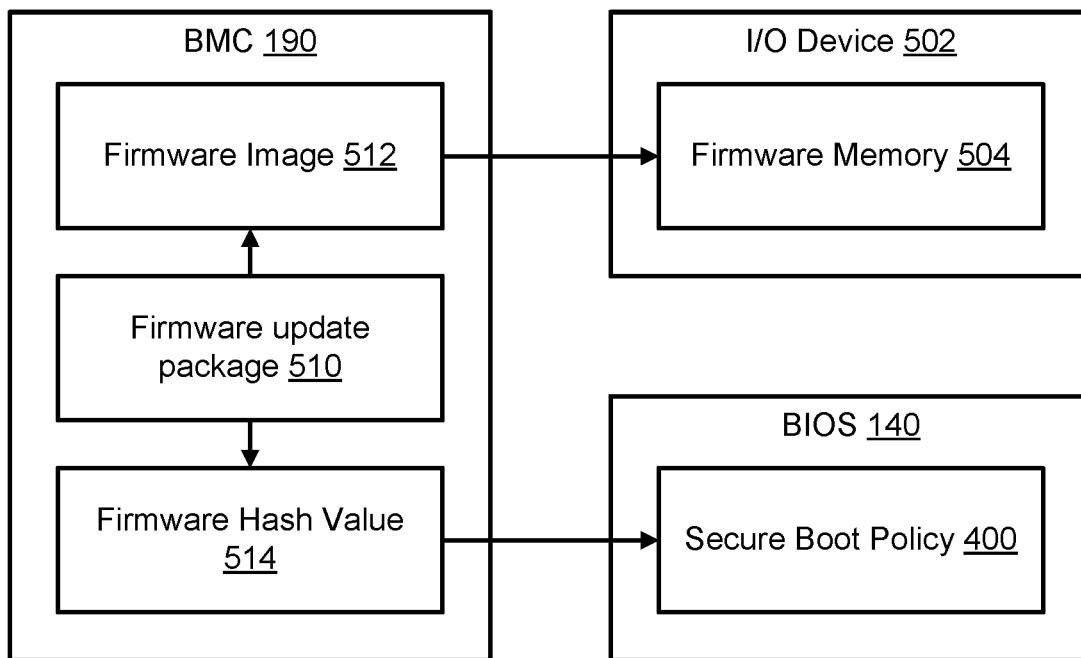 BMC 190
Firmware Image 512
Firmware update
package 510
Firmware Hash Value
514
I/O Device 502
Firmware Memory 504
BIOS 140
Secure Boot Policy 400